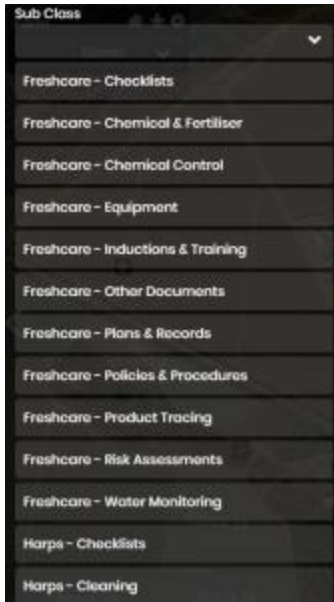 Sub Class
Freshcare - Checklists
Freshcare - Chemical & Fertiliser
Freshcare - Chemical Control
Freshcare - Equipment
Freshcare - Inductions & Training
Freshcare - Other Documents
Freshcare - Plans & Records
Freshcare - Policies & Procedures
Freshcare - Product Tracing
Freshcare - Risk Assessments
Freshcare - Water Monitoring
Harps - Checklists
Harps - Cleaning